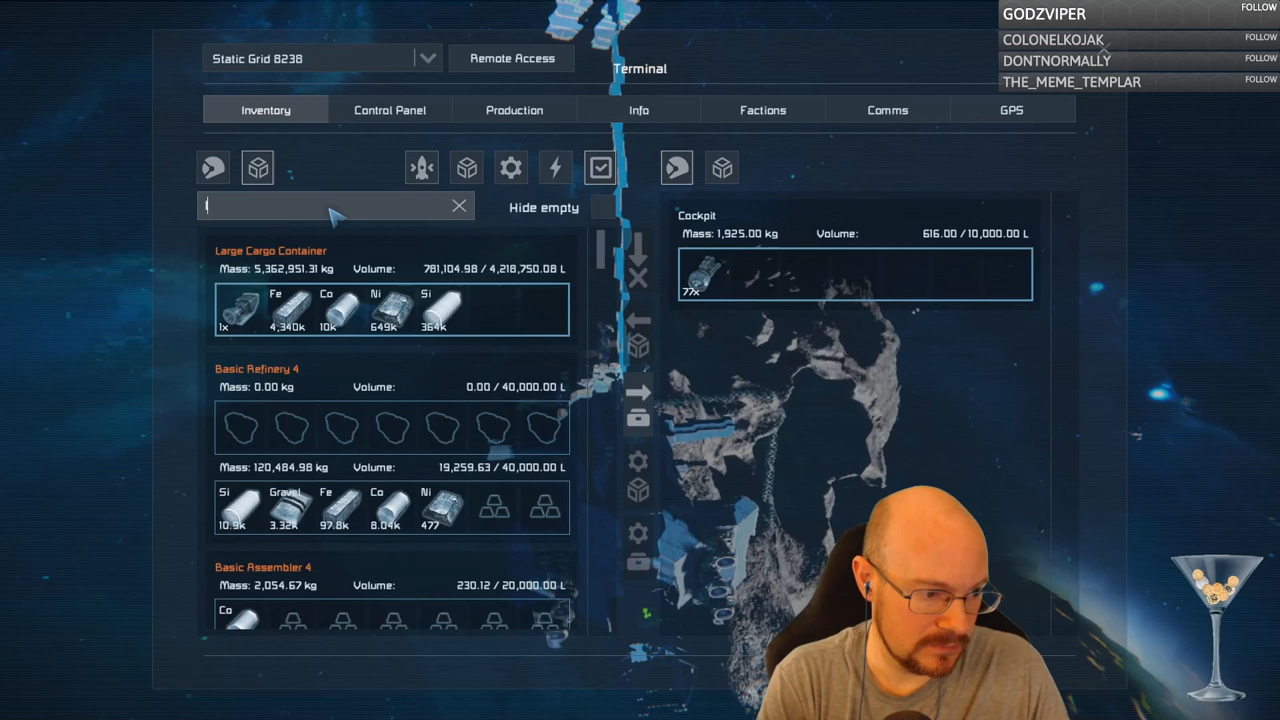 GODZVIPER
FOLLOW
COLONELKOJAK
FOLLOW
DONTNORMALLY
FOLLOW
THE_MEME_TEMPLAR
FOLLOW
Static Grid 8238
Remote Access
Terminal
Inventory
Control Panel
Production
Info
Factions
Comms
GPS
Hide empty
Large Cargo Container
Mass: 5,362,951.31 kg
Volume:
781,104.98 / 4,218,750.08 L
Fe
Co
Ni
Si
1x
4,340k
10k
649k
364k
Basic Refinery 4
Mass: 0.00 kg
Volume:
0.00 / 40,000.00 L
Mass: 120,484.98 kg
Volume:
19,259.63 / 40,000.00 L
Si
Gravel
Fe
Co
Ni
10.9k
3.32k
97.8k
8.04k
477
Basic Assembler 4
Mass: 2,054.67 kg
Volume:
230.12 / 20,000.00 L
Co
Cockpit
Mass: 1,925.00 kg
Volume:
616.00 / 10,000.00 L
77x